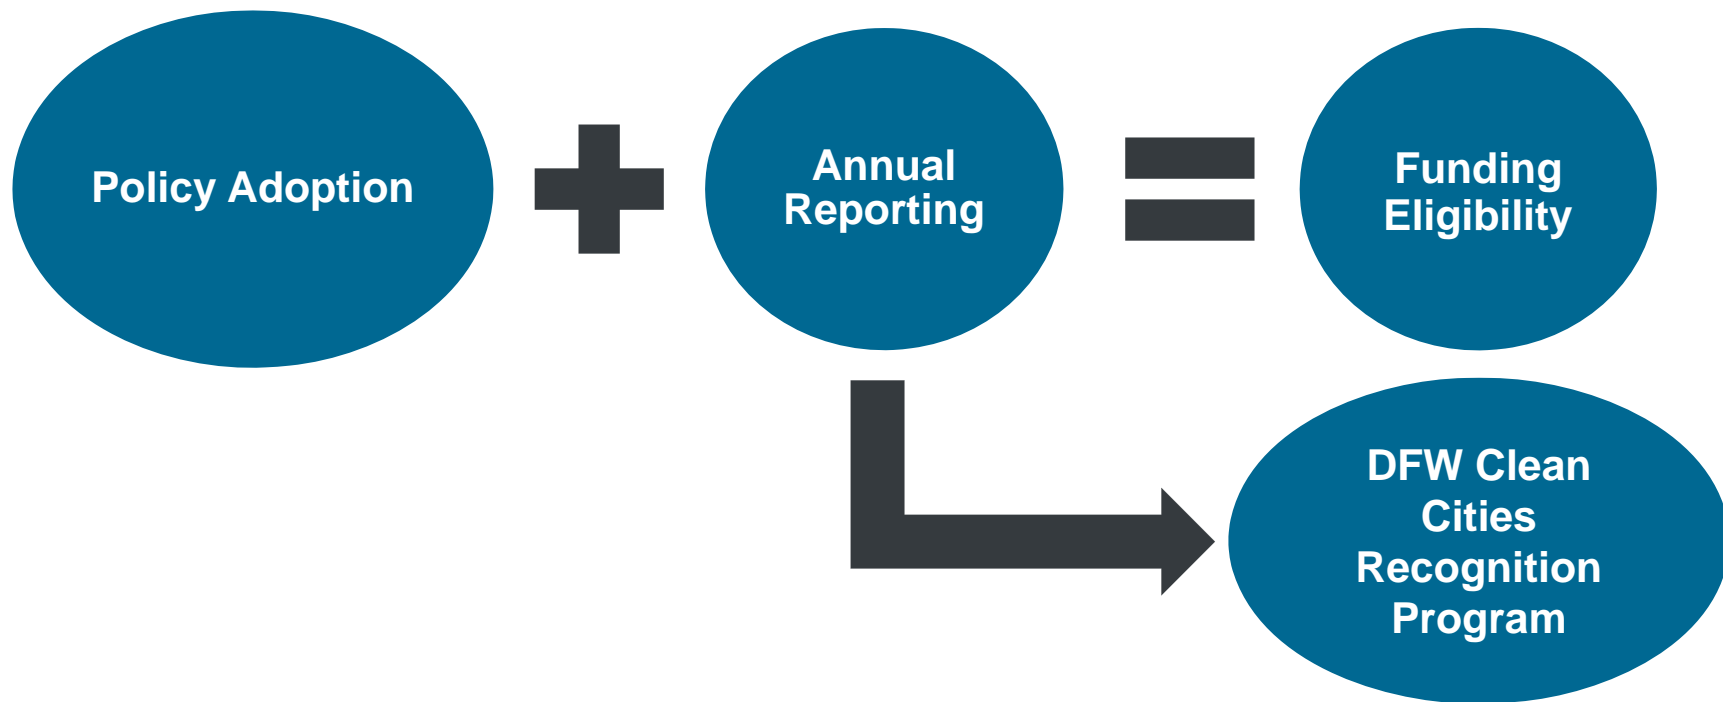 Policy Adoption
Annual
Reporting
Funding
Eligibility
DFW Clean
Cities
Recognition
Program